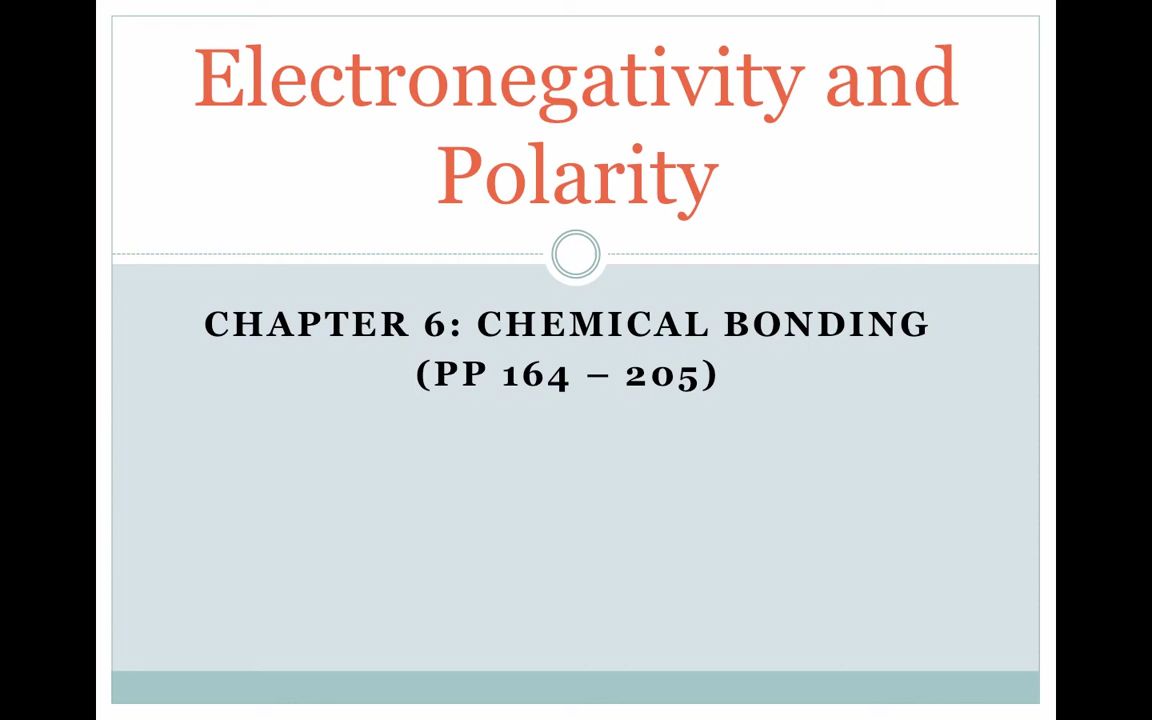 Electronegativity and
Polarity
CHAPTER 6: CHEMICAL BONDING
(PP 164 – 205)